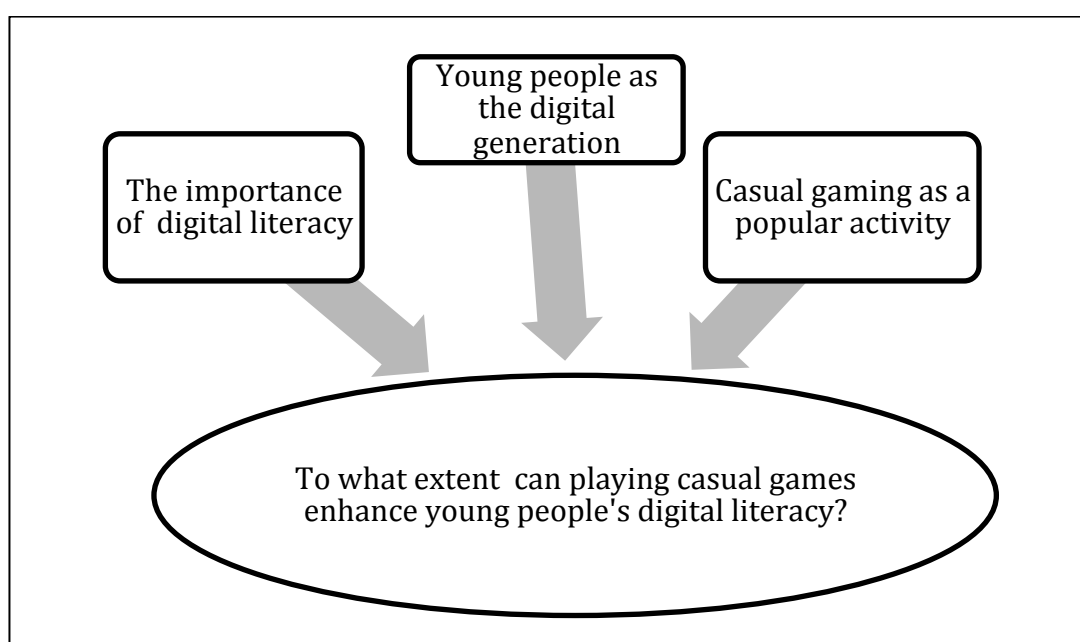 Young people as
the digital
generation
The importance
of digital literacy
Casual gaming as a
popular activity
To what extent can playing casual games
enhance young people's digital literacy?